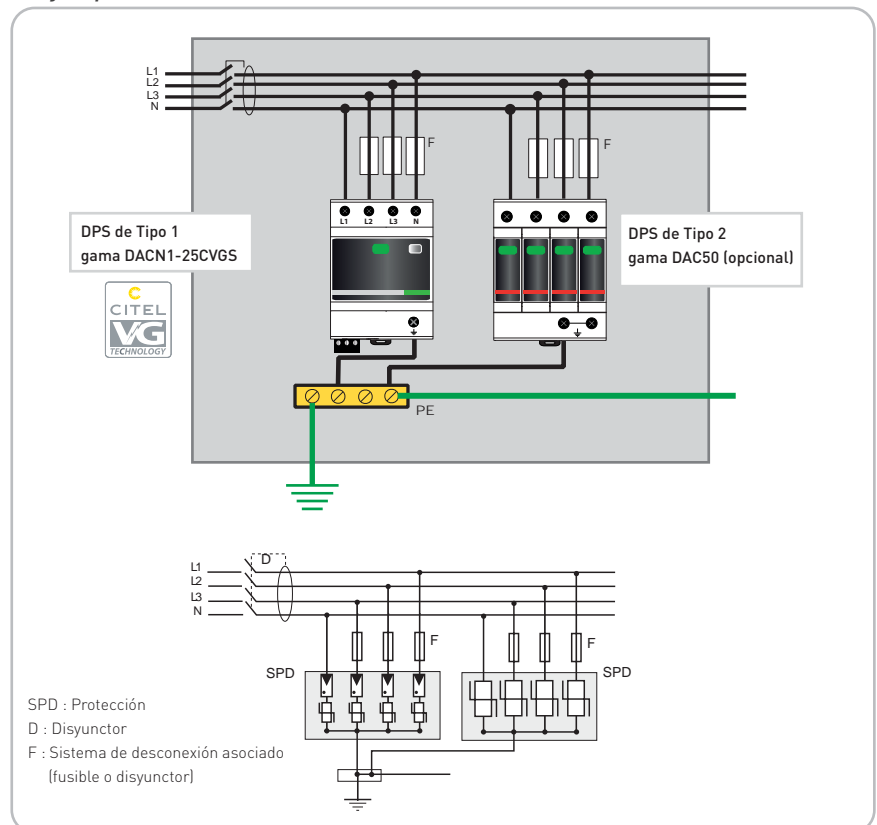 L1
L2
L3
N
F
F
L1 L2 L3 N
DPS de Tipo 1
gama DACN1-25CVGS
DPS de Tipo 2
gama DAC50 (opcional)
C
CITEL
VG
TECHNOLOGY
PE
D
L1
L2
L3
N
F
F
SPD
SPD
SPD : Protección
D : Disyunctor
F : Sistema de desconexión asociado
(fusible o disyunctor)